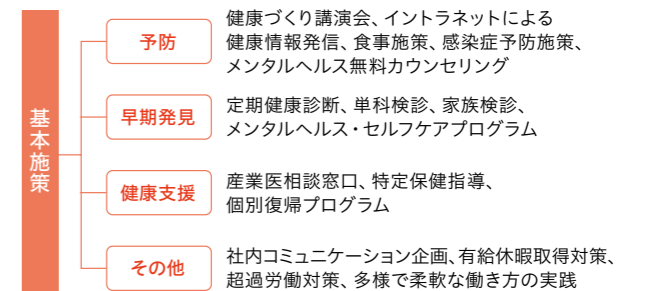 基本施策
予防
健康づくり講演会、イントラネットによる
健康情報発信、食事施策、感染症予防施策、
メンタルヘルス無料カウンセリング
早期発見
定期健康診断、単科検診、家族検診、
メンタルヘルス・セルフケアプログラム
健康支援
産業医相談窓口、特定保健指導、
個別復帰プログラム
その他
社内コミュニケーション企画、有給休暇取得対策、
超過労働対策、多様で柔軟な働き方の実践